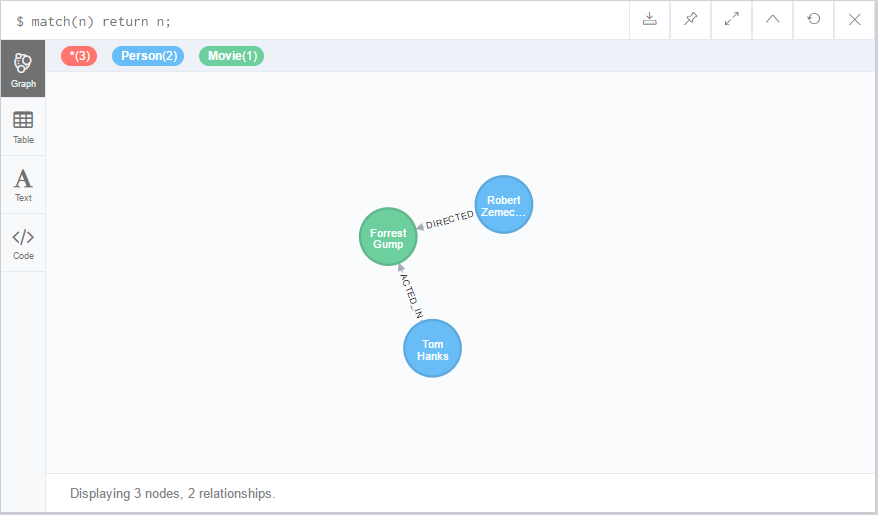 $ match(n) return n;
*(3) Person(2) Movie(1)
Graph
Table
Text
Code
Robert
Zemec...
DIRECTED
Forrest
Gump
ACTED_IN
Tom
Hanks
Displaying 3 nodes, 2 relationships.